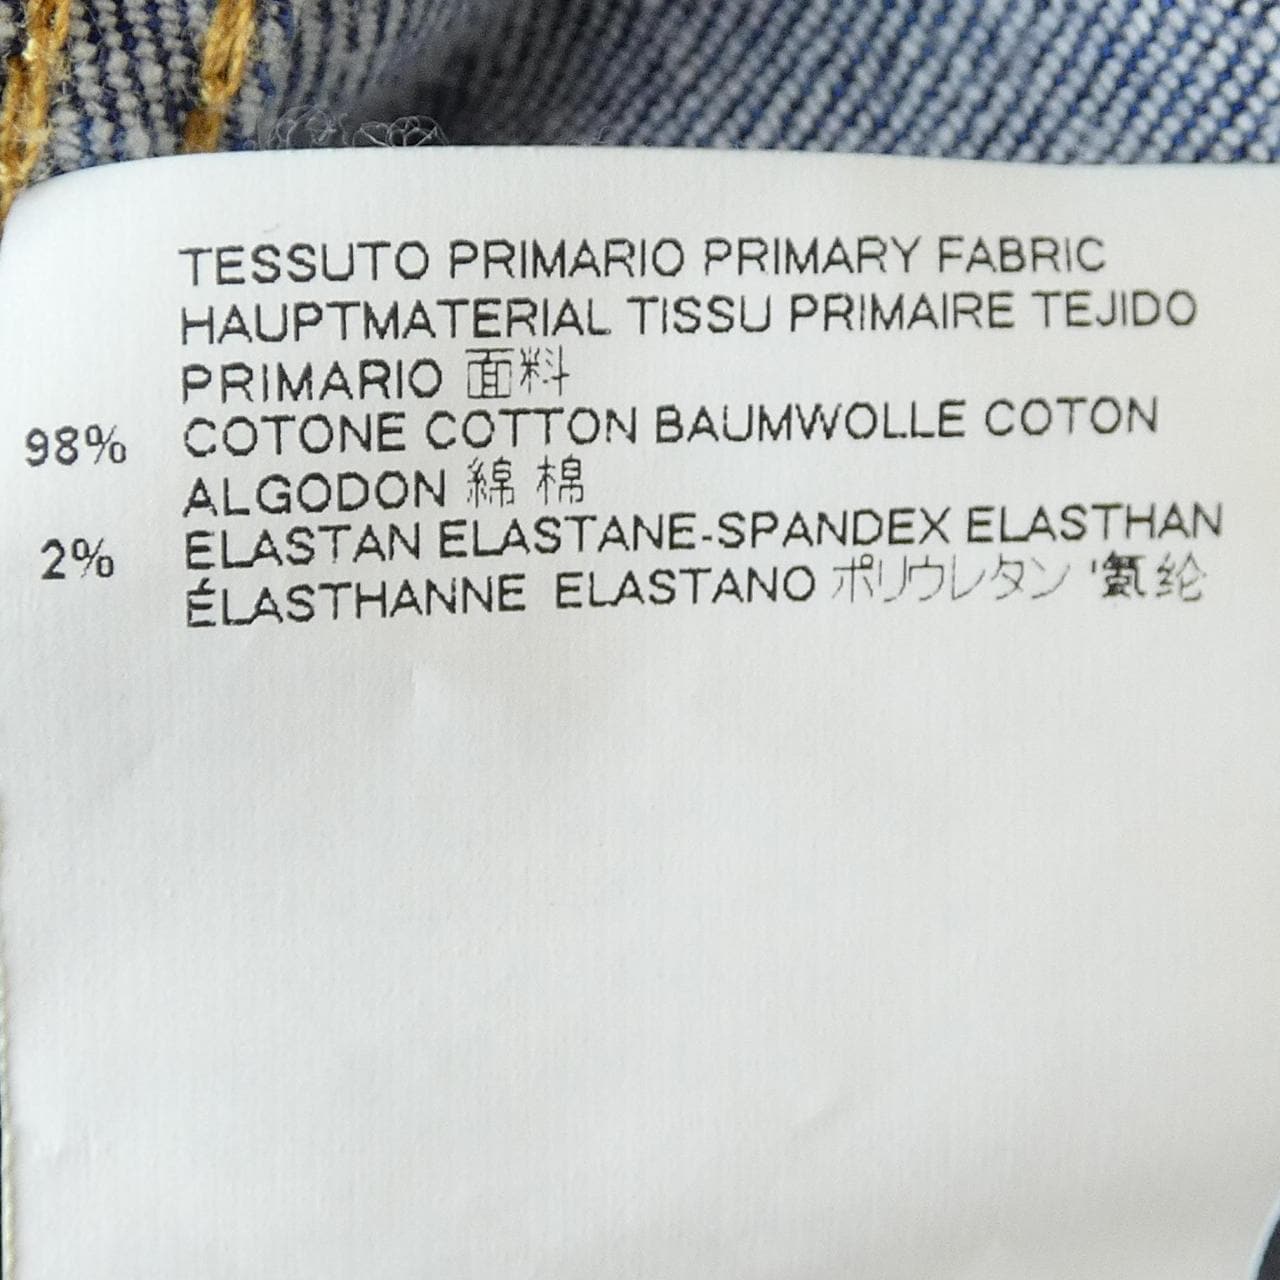 TESSUTO PRIMARIO PRIMARY FABRIC
HAUPTMATERIAL TISSU PRIMAIRE TEJIDO
PRIMARIO 面料
98% COTONE COTTON BAUMWOLLE COTON
ALGODON 綿 棉
2% ELASTAN ELASTANE-SPANDEX ELASTHAN
ÉLASTHANNE ELASTANO ポリウレタン '氨纶